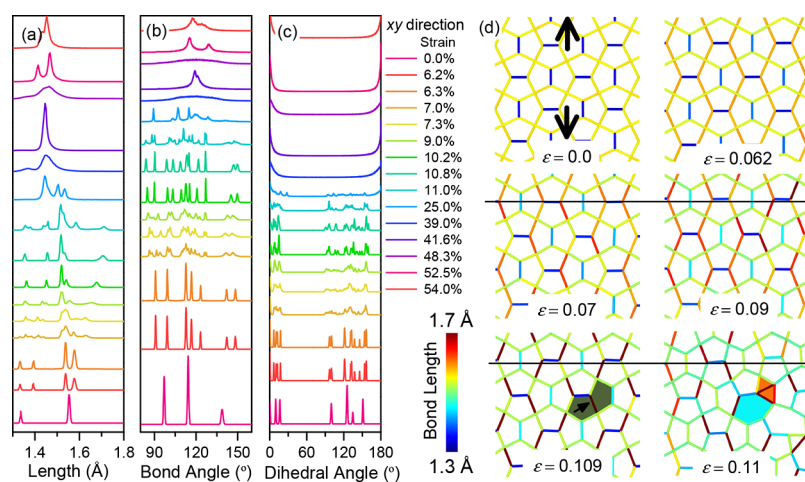 (a)
(b)
(c)
xy direction
Strain
0.0%
6.2%
6.3%
7.0%
7.3%
9.0%
10.2%
10.8%
11.0%
25.0%
39.0%
41.6%
48.3%
52.5%
54.0%
1.4 1.6 1.8
Length (Å)
90 120 150
Bond Angle (°)
0 60 120 180
Dihedral Angle (°)
(d)
ε = 0.0
ε = 0.062
ε = 0.07
ε = 0.09
1.7 Å
Bond Length
1.3 Å
ε = 0.109
ε = 0.11